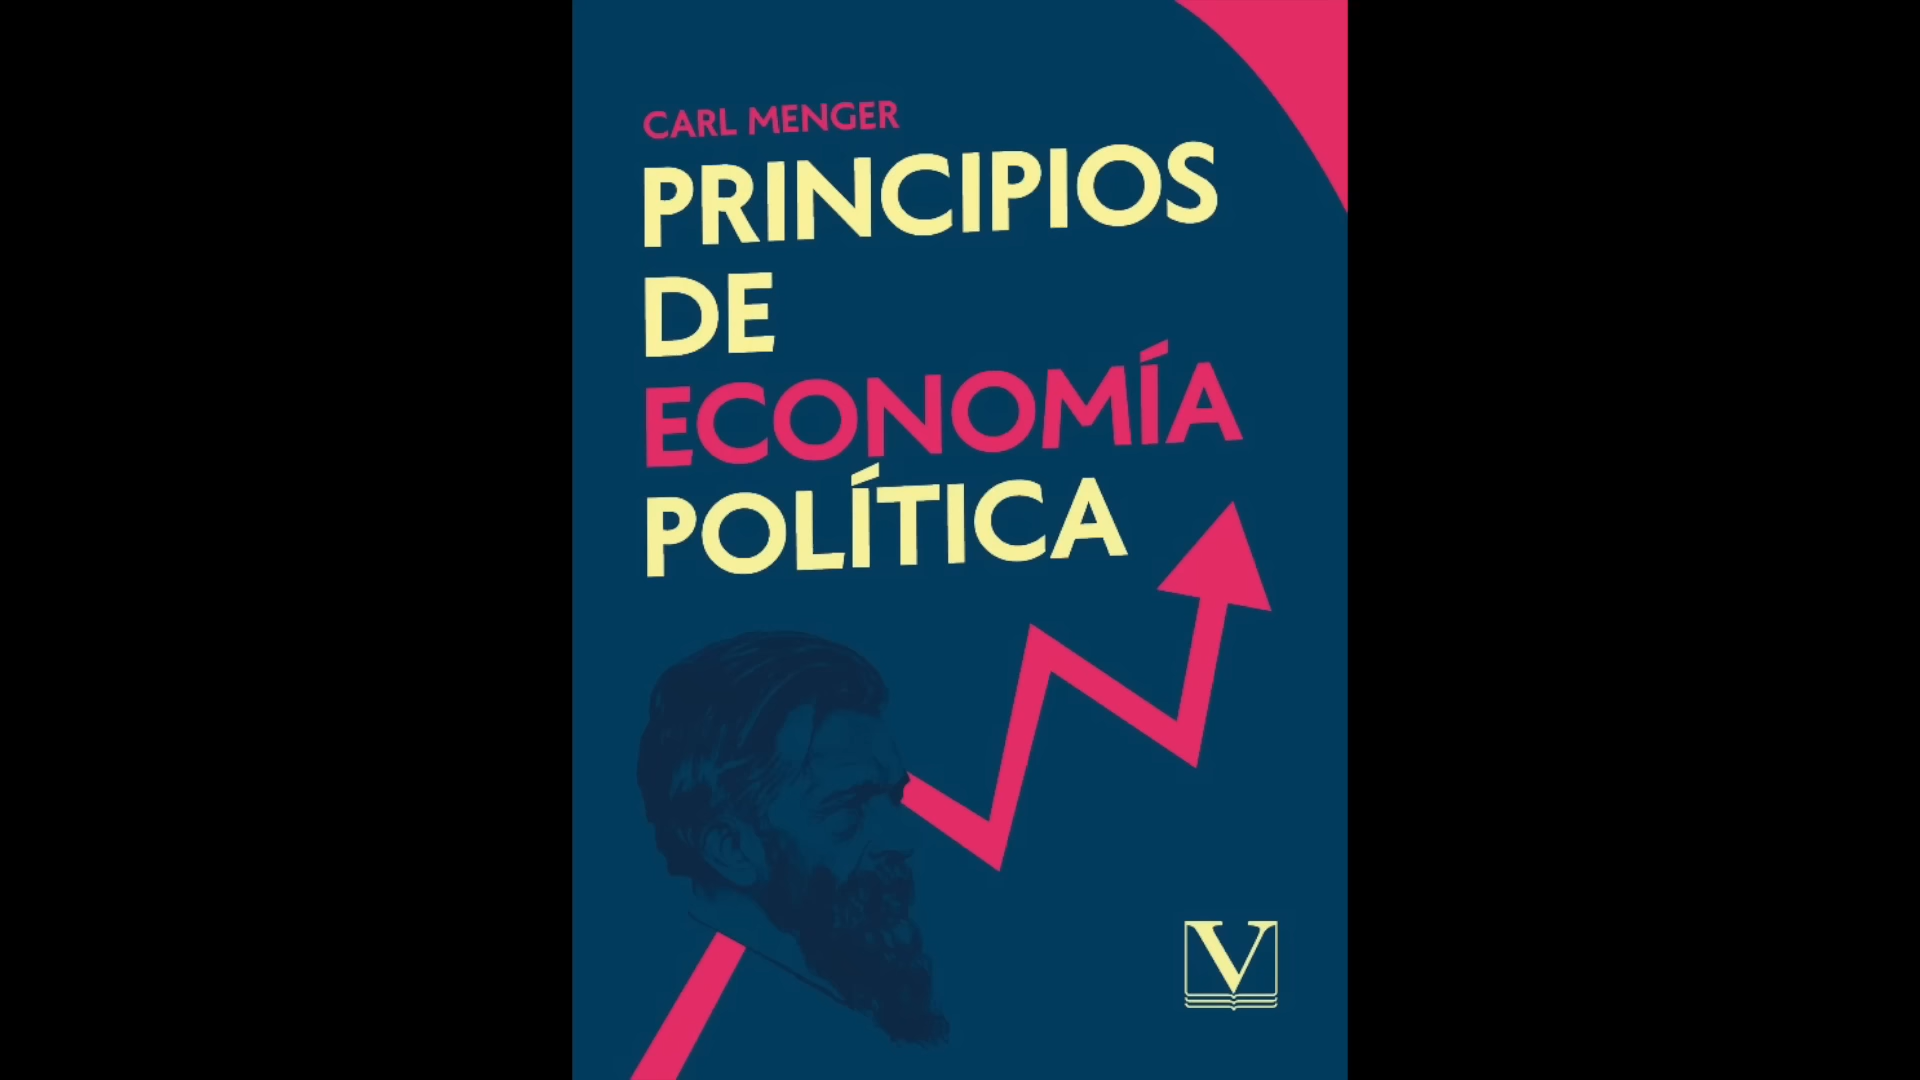 CARL MENGER
PRINCIPIOS
DE
ECONOMÍA
POLÍTICA
V